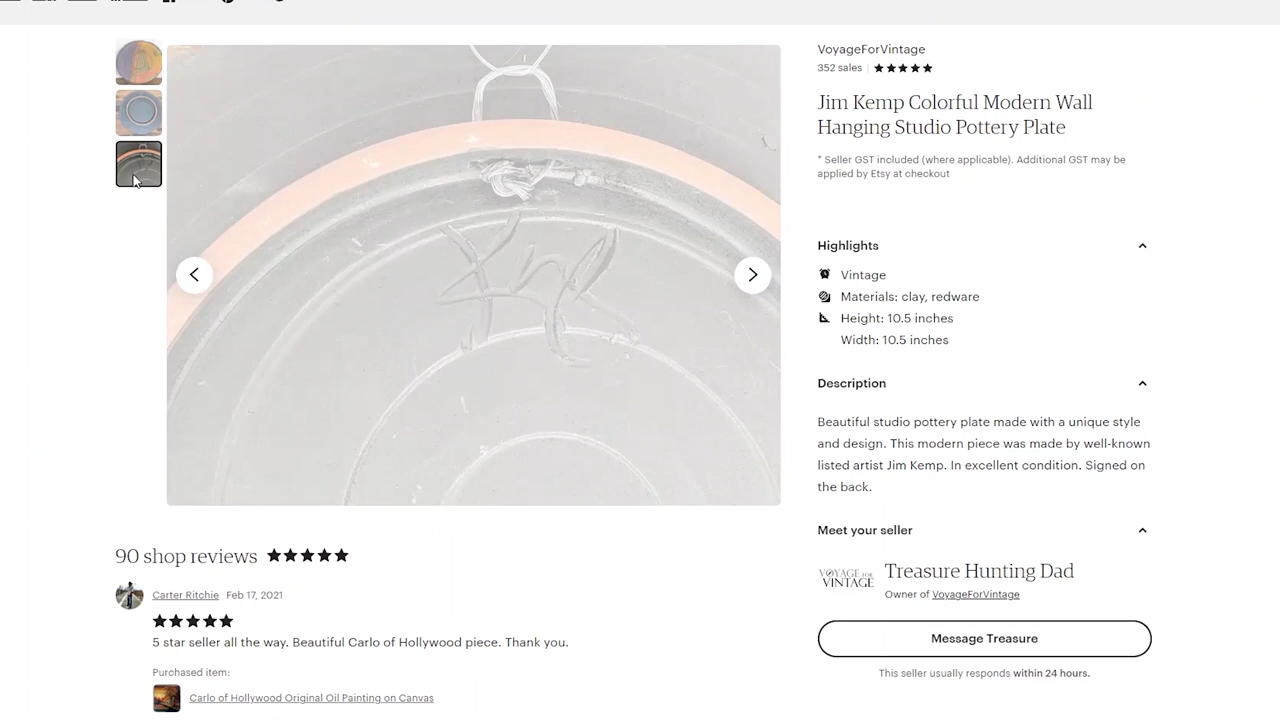 VoyageForVintage
352 sales
Jim Kemp Colorful Modern Wall
Hanging Studio Pottery Plate
* Seller GST included (where applicable). Additional GST may be
applied by Etsy at checkout
Highlights
Vintage
Materials: clay, redware
Height: 10.5 inches
Width: 10.5 inches
Description
Beautiful studio pottery plate made with a unique style
and design. This modern piece was made by well-known
listed artist Jim Kemp. In excellent condition. Signed on
the back.
Meet your seller
VOYAGE FOR
VINTAGE
Treasure Hunting Dad
Owner of VoyageForVintage
Message Treasure
This seller usually responds within 24 hours.
90 shop reviews
Carter Ritchie Feb 17, 2021
5 star seller all the way. Beautiful Carlo of Hollywood piece. Thank you.
Purchased item:
Carlo of Hollywood Original Oil Painting on Canvas